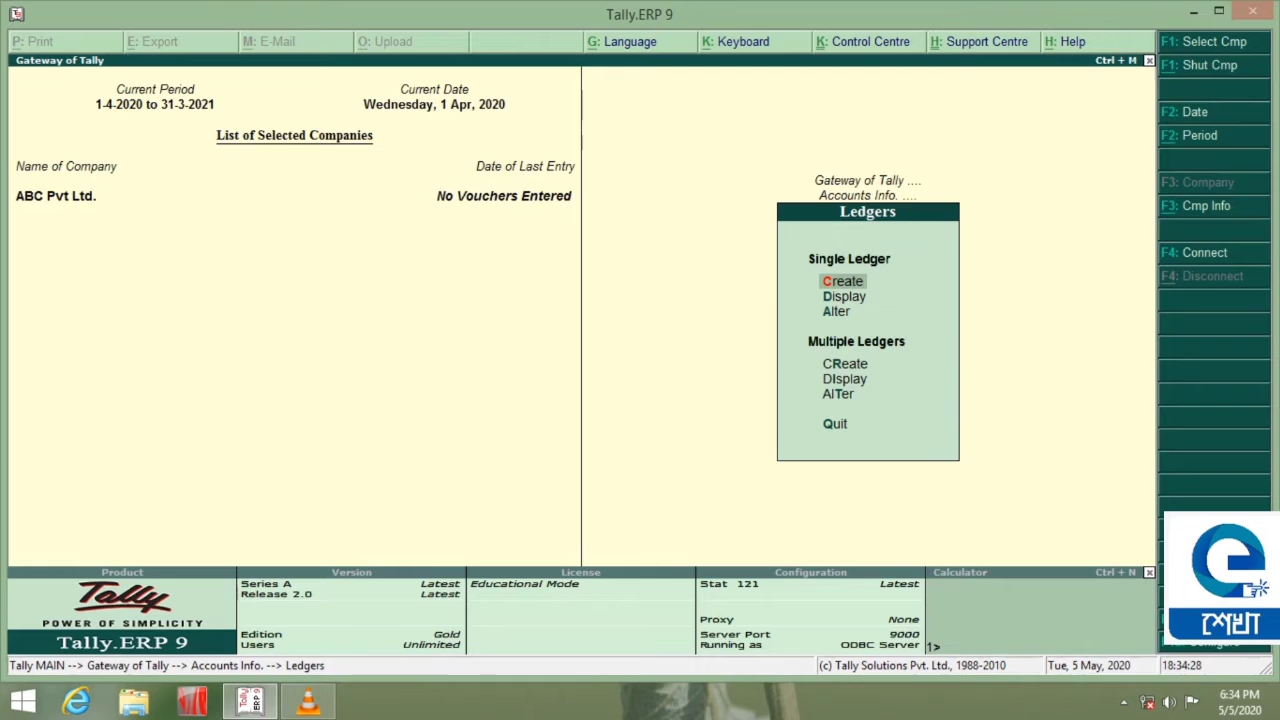 Tally.ERP 9
P: Print
E: Export
M: E-Mail
O: Upload
G: Language
K: Keyboard
K: Control Centre
H: Support Centre
H: Help
F1: Select Cmp
Gateway of Tally
Ctrl + M
F1: Shut Cmp
Current Period
1-4-2020 to 31-3-2021
Current Date
Wednesday, 1 Apr, 2020
List of Selected Companies
Name of Company
Date of Last Entry
ABC Pvt Ltd.
No Vouchers Entered
Gateway of Tally ....
Accounts Info. ....
Ledgers
Single Ledger
Create
Display
Alter
Multiple Ledgers
CReate
DIsplay
AlTer
Quit
F2: Date
F2: Period
F3: Company
F3: Cmp Info
F4: Connect
F4: Disconnect
e
শেখা
Product
Tally
POWER OF SIMPLICITY
Tally.ERP 9
Version
Series A Latest
Release 2.0 Latest
Edition Gold
Users Unlimited
License
Educational Mode
Configuration
Stat 121 Latest
Proxy None
Server Port 9000
Running as ODBC Server
Calculator
Ctrl + N
1>
Tally MAIN --> Gateway of Tally --> Accounts Info. --> Ledgers
(c) Tally Solutions Pvt. Ltd., 1988-2010
Tue, 5 May, 2020
18:34:28
6:34 PM
5/5/2020